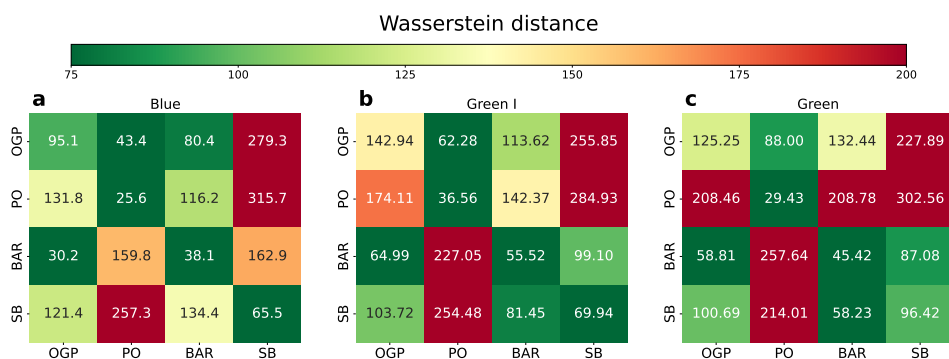 Wasserstein distance
75 100 125 150 175 200
a b c
Blue Green I Green
OGP 95.1 43.4 80.4 279.3 OGP 142.94 62.28 113.62 255.85 OGP 125.25 88.00 132.44 227.89
PO 131.8 25.6 116.2 315.7 PO 174.11 36.56 142.37 284.93 PO 208.46 29.43 208.78 302.56
BAR 30.2 159.8 38.1 162.9 BAR 64.99 227.05 55.52 99.10 BAR 58.81 257.64 45.42 87.08
SB 121.4 257.3 134.4 65.5 SB 103.72 254.48 81.45 69.94 SB 100.69 214.01 58.23 96.42
OGP PO BAR SB OGP PO BAR SB OGP PO BAR SB